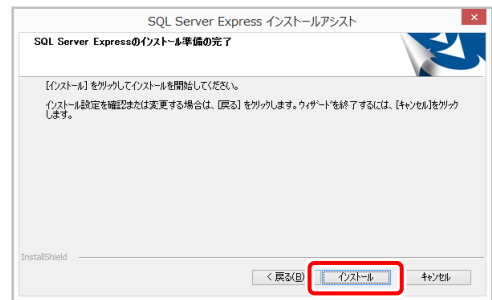 SQL Server Express インストールアシスト
SQL Server Expressのインストール準備の完了
[インストール] をクリックしてインストールを開始してください。
インストール設定を確認または変更する場合は、[戻る] をクリックします。ウィザードを終了するには、[キャンセル]をクリック
します。
InstallShield
< 戻る(B)
インストール
キャンセル